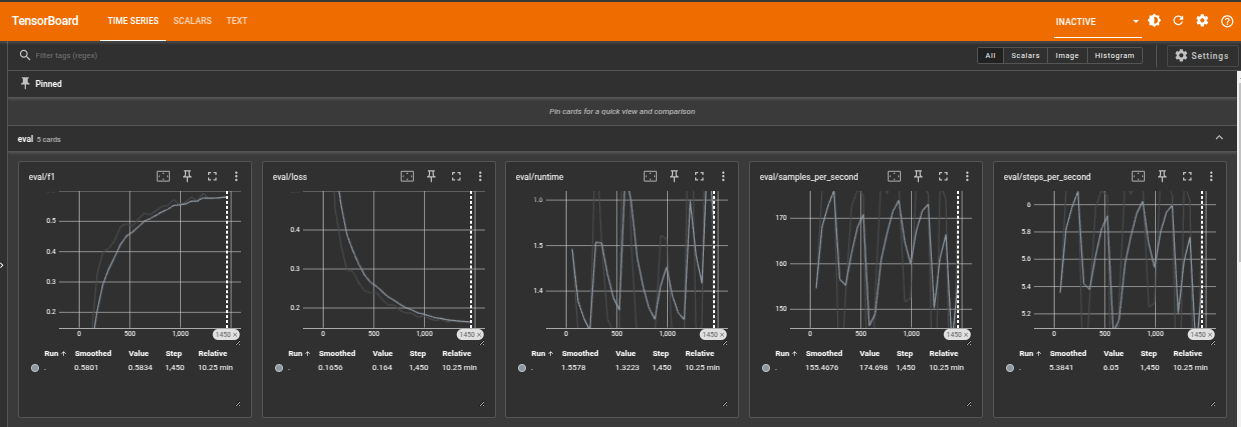 TensorBoard TIME SERIES SCALARS TEXT INACTIVE
Filter tags (regex) All Scalars Image Histogram Settings
Pinned
Pin cards for a quick view and comparison
eval 5 cards
eval/f1 eval/loss eval/runtime eval/samples_per_second eval/steps_per_second
0.5
0.4
0.3
0.2
0 500 1,000 1450 ×
Run ↑ Smoothed Value Step Relative
. 0.5801 0.5834 1,450 10.25 min
0.4
0.3
0.2
0 500 1,000 1450 ×
Run ↑ Smoothed Value Step Relative
. 0.1656 0.164 1,450 10.25 min
1.6
1.5
1.4
0 500 1,000 1450 ×
Run ↑ Smoothed Value Step Relative
. 1.5578 1.3223 1,450 10.25 min
170
160
150
0 500 1,000 1450 ×
Run ↑ Smoothed Value Step Relative
. 155.4676 174.698 1,450 10.25 min
6
5.8
5.6
5.4
5.2
0 500 1,000 1450 ×
Run ↑ Smoothed Value Step Relative
. 5.3841 6.05 1,450 10.25 min